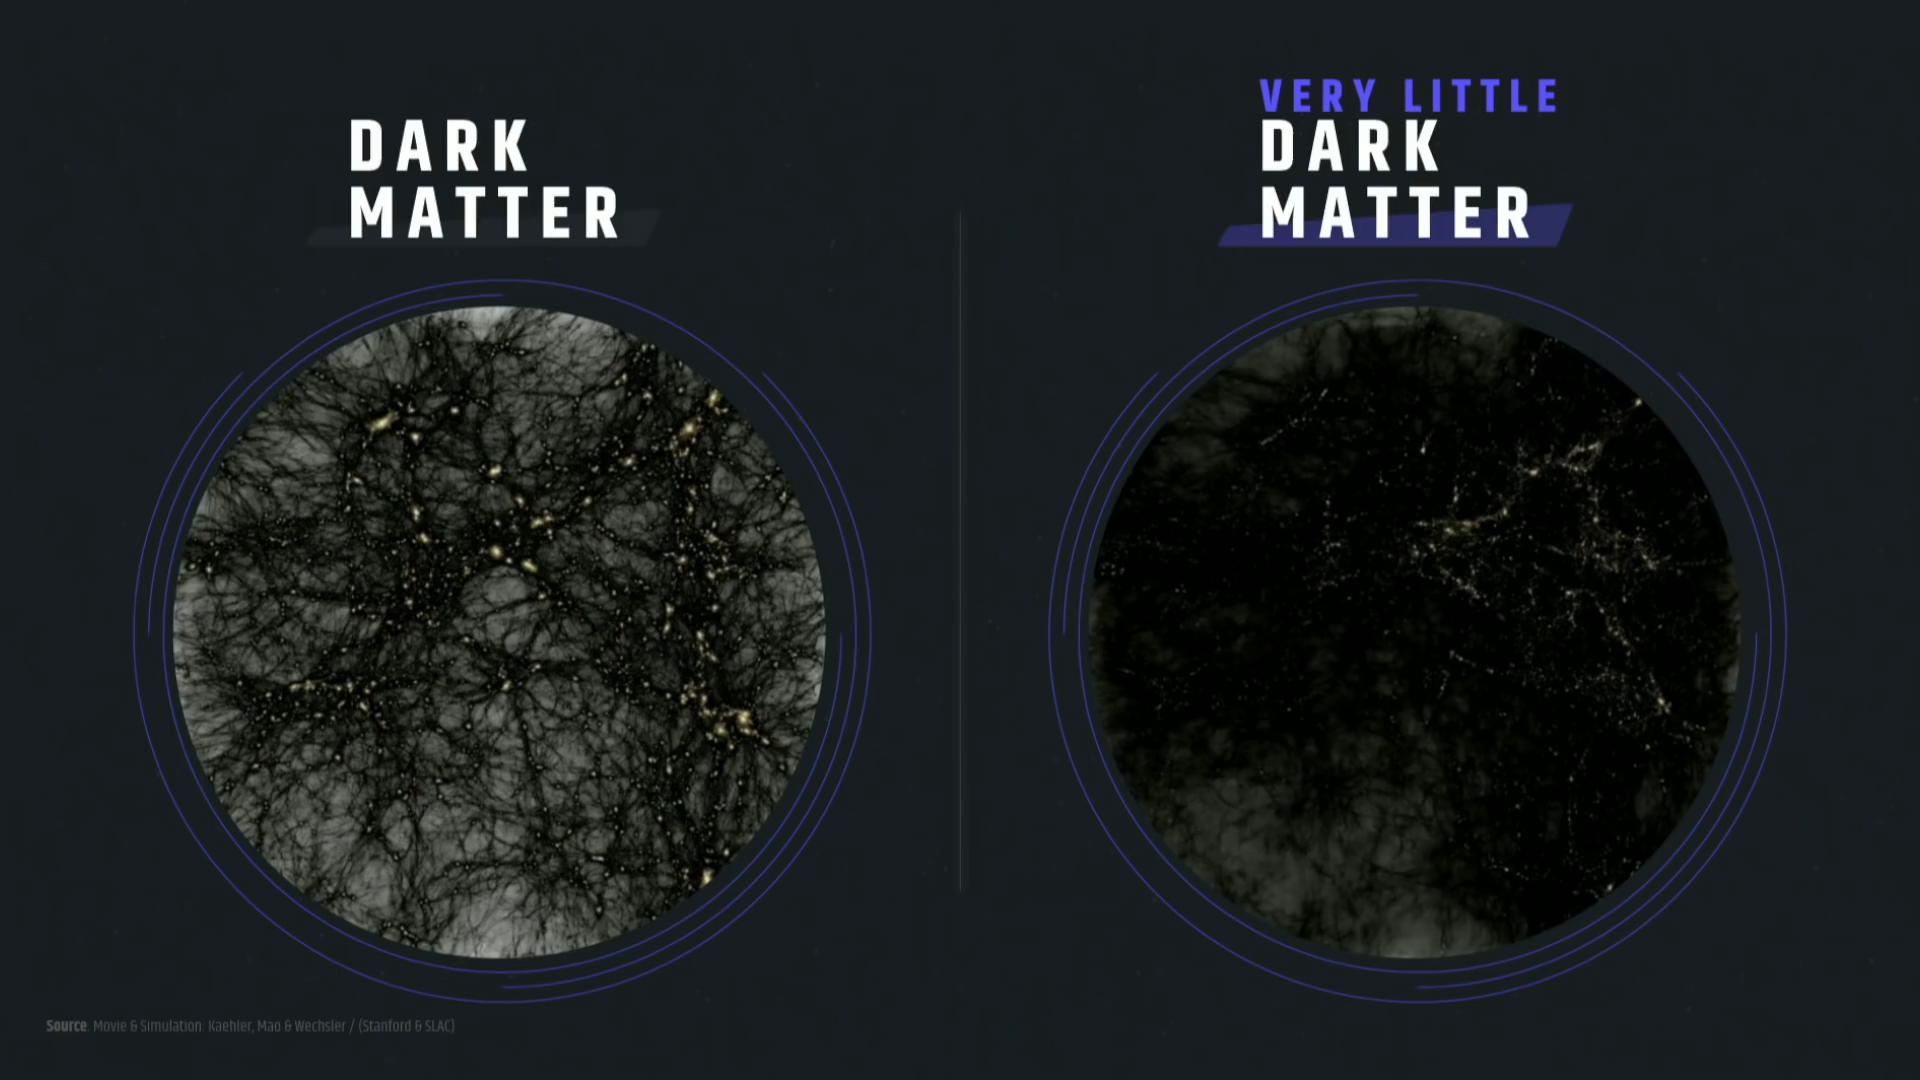 DARK
MATTER
VERY LITTLE
DARK
MATTER
Source: Movie & Simulation: Kaehler, Mao & Wechsler / (Stanford & SLAC)